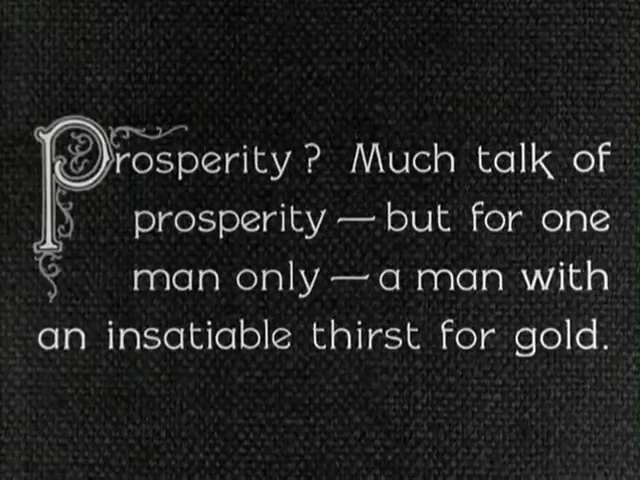 Prosperity? Much talk of
prosperity — but for one
man only — a man with
an insatiable thirst for gold.